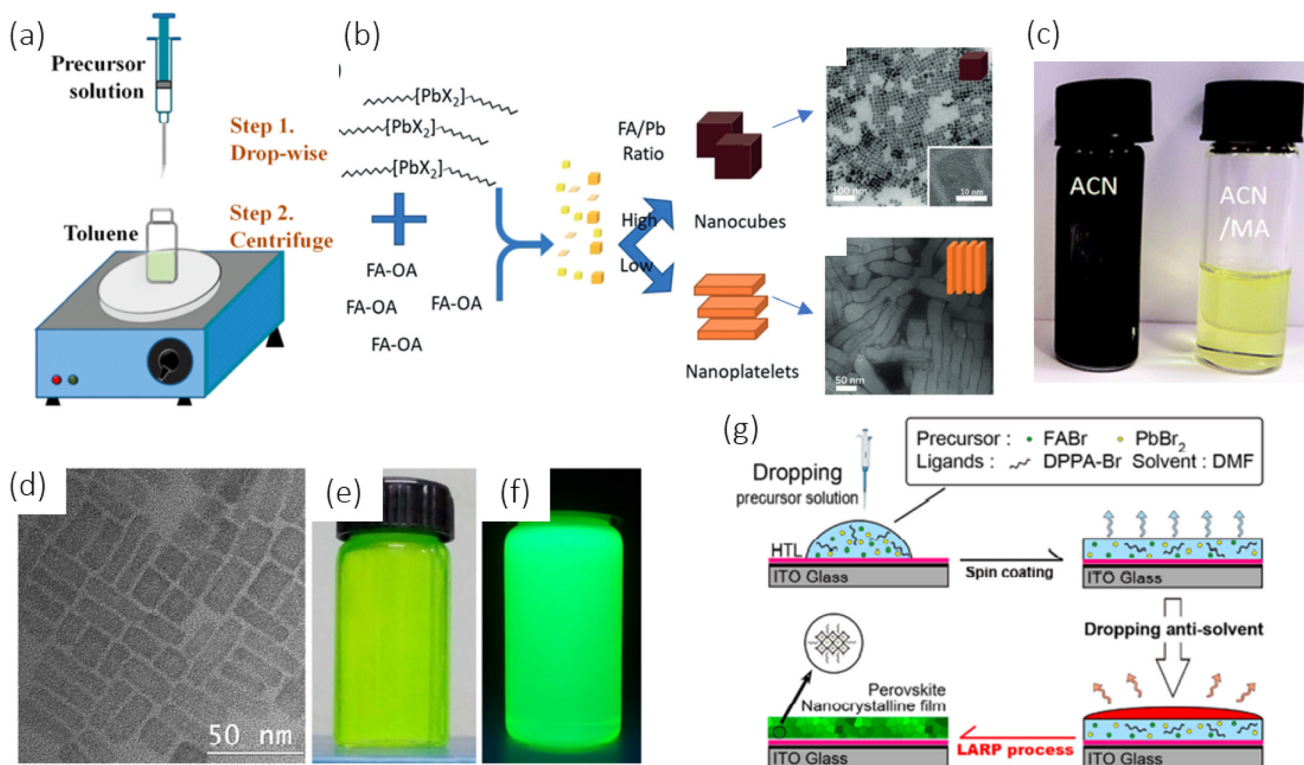 (a)
Precursor
solution
Step 1.
Drop-wise
Toluene
Step 2.
Centrifuge
(b)
[PbX₂]
[PbX₂]
[PbX₂]
FA-OA
FA-OA
FA-OA
FA-OA
FA/Pb
Ratio
High
Low
Nanocubes
Nanoplatelets
100 nm
10 nm
50 nm
(c)
ACN
ACN
/MA
(d)
50 nm
(e)
(f)
(g)
Precursor : FABr PbBr₂
Ligands : DPPA-Br Solvent : DMF
Dropping
precursor solution
HTL
ITO Glass
Spin coating
ITO Glass
Dropping anti-solvent
Perovskite
Nanocrystalline film
ITO Glass
LARP process
ITO Glass